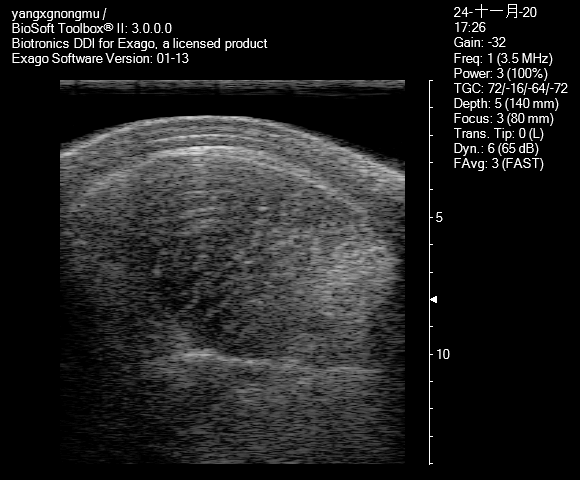 yangxgnongmu /
BioSoft Toolbox® II: 3.0.0.0
Biotronics DDI for Exago, a licensed product
Exago Software Version: 01-13
24-十一月-20
17:26
Gain: -32
Freq: 1 (3.5 MHz)
Power: 3 (100%)
TGC: 72/-16/-64/-72
Depth: 5 (140 mm)
Focus: 3 (80 mm)
Trans. Tip: 0 (L)
Dyn.: 6 (65 dB)
FAvg: 3 (FAST)
5
10